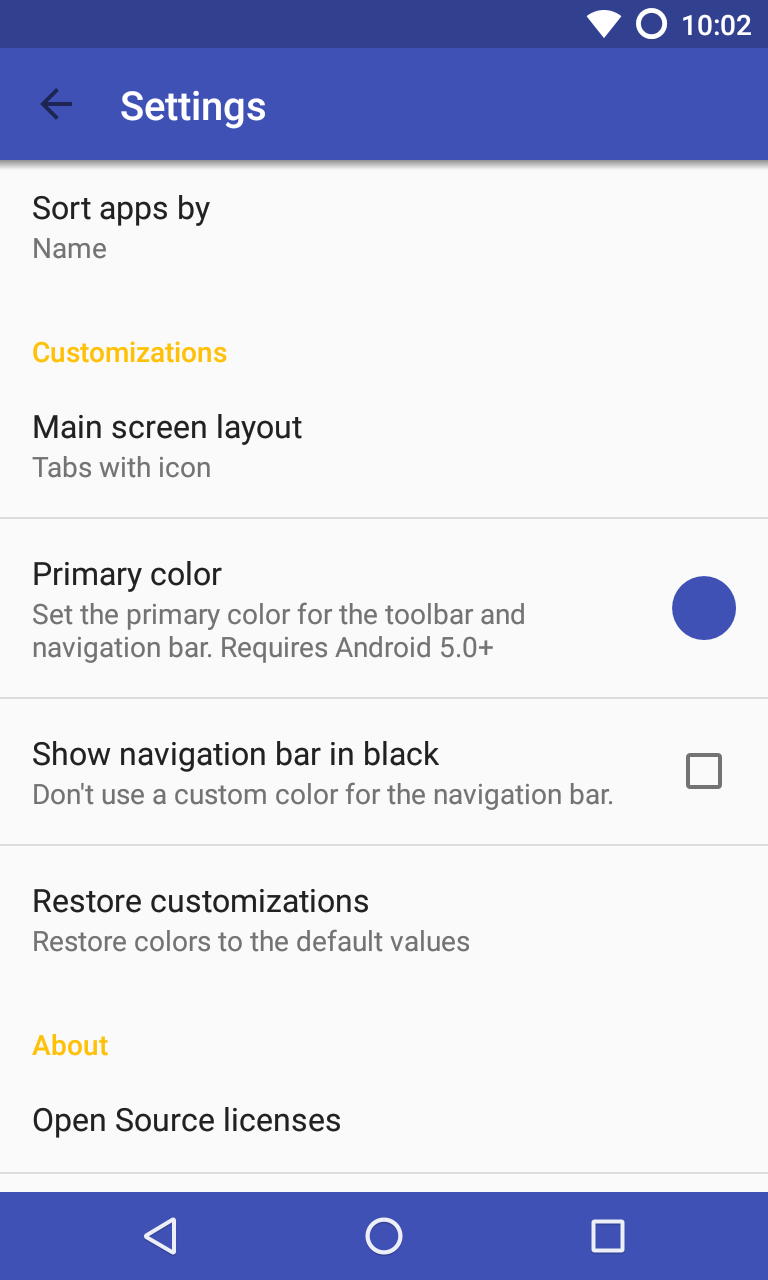 10:02
Settings
Sort apps by
Name
Customizations
Main screen layout
Tabs with icon
Primary color
Set the primary color for the toolbar and
navigation bar. Requires Android 5.0+
Show navigation bar in black
Don't use a custom color for the navigation bar.
Restore customizations
Restore colors to the default values
About
Open Source licenses